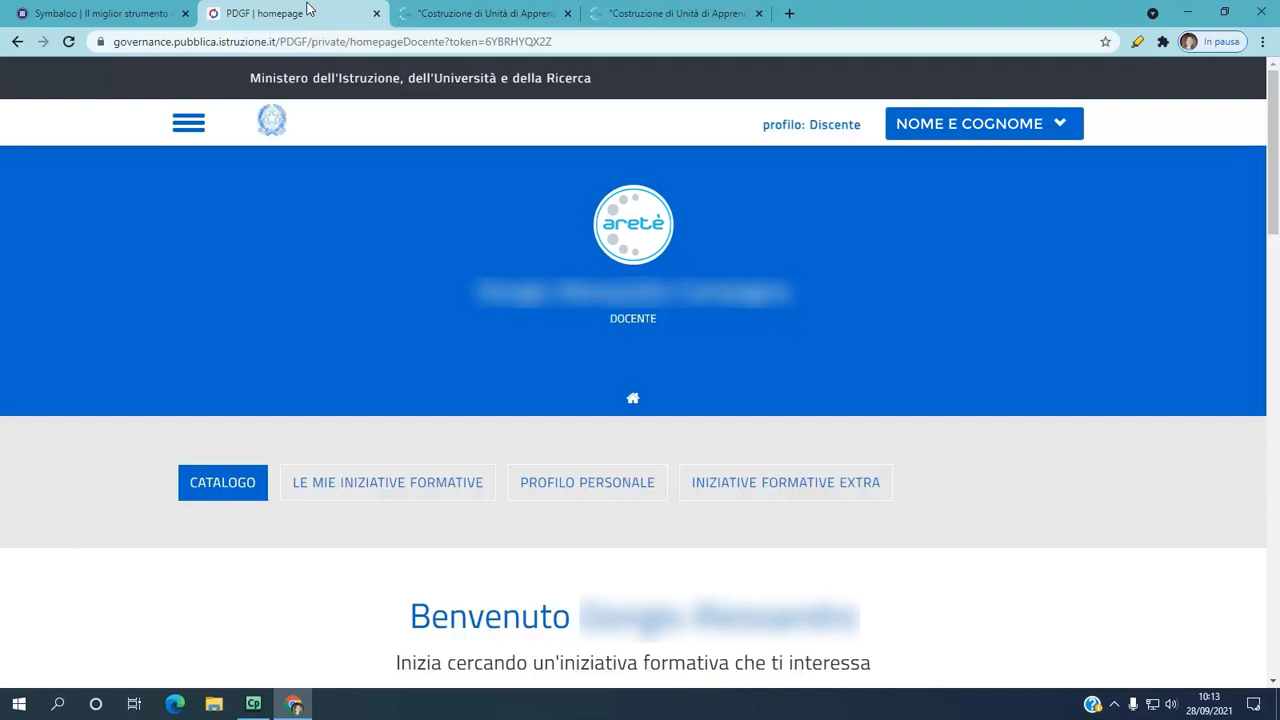 Symbaloo | Il miglior strumento
PDGF | homepage
"Costruzione di Unità di Appren
"Costruzione di Unità di Appren
governance.pubblica.istruzione.it/PDGF/private/homepageDocente?token=6YBRHYQX2Z
In pausa
Ministero dell'Istruzione, dell'Università e della Ricerca
profilo: Discente
NOME E COGNOME
aretè
DOCENTE
CATALOGO
LE MIE INIZIATIVE FORMATIVE
PROFILO PERSONALE
INIZIATIVE FORMATIVE EXTRA
Benvenuto
Inizia cercando un'iniziativa formativa che ti interessa
Cp
10:13
28/09/2021